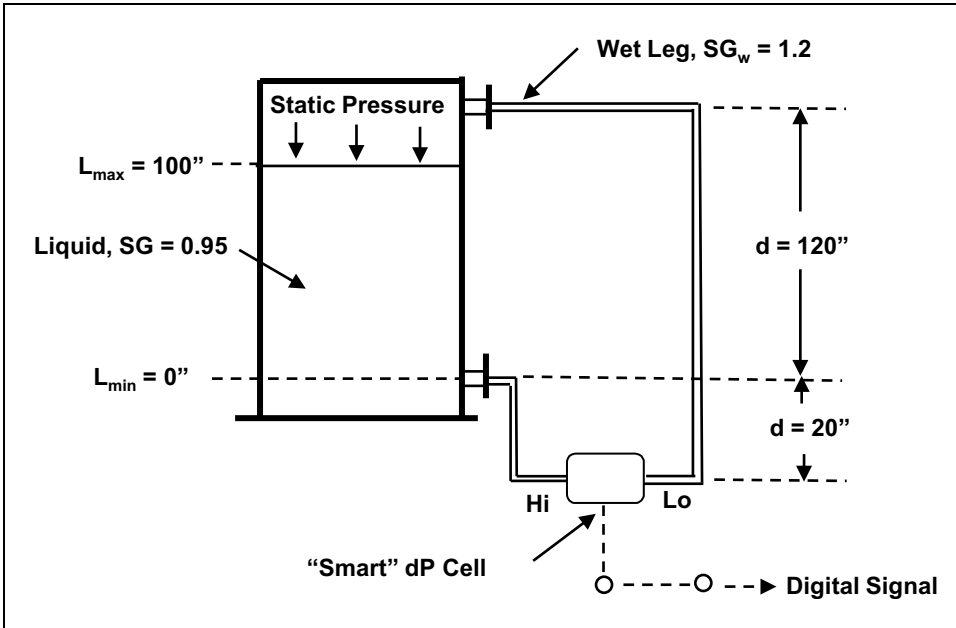 Wet Leg, SGw = 1.2
Static Pressure
Lmax = 100”
Liquid, SG = 0.95
d = 120”
Lmin = 0”
d = 20”
Hi
Lo
“Smart” dP Cell
Digital Signal